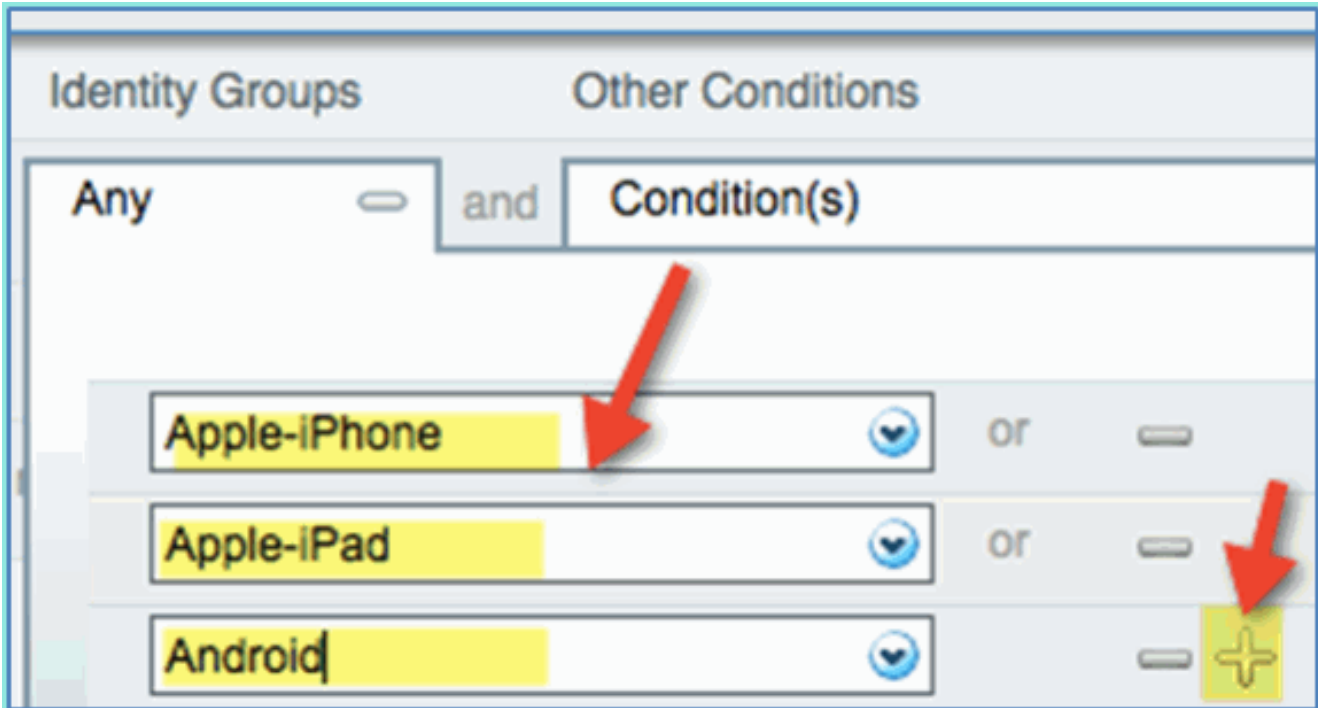 Identity Groups Other Conditions
Any and Condition(s)
Apple-iPhone or
Apple-iPad or
Android